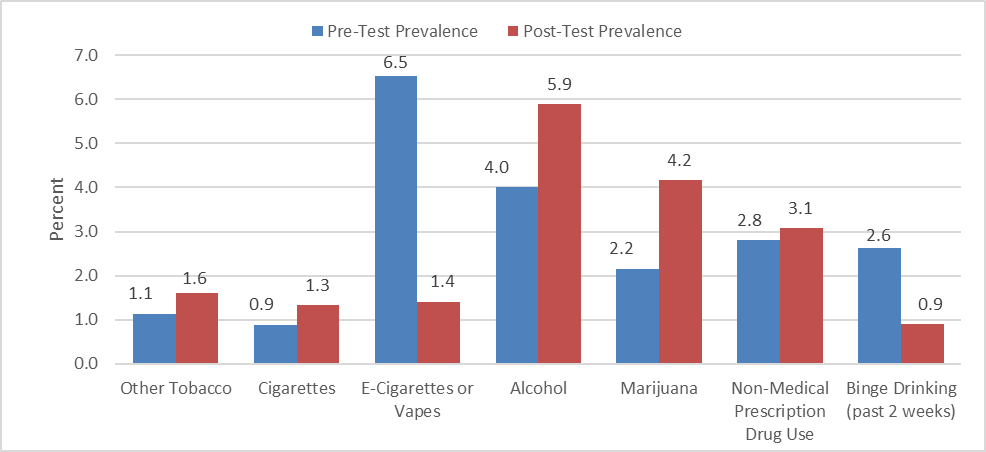 Pre-Test Prevalence Post-Test Prevalence
7.0
6.0
5.0
4.0
3.0
2.0
1.0
0.0
Percent
1.1 1.6
0.9 1.3
6.5 1.4
4.0 5.9
2.2 4.2
2.8 3.1
2.6 0.9
Other Tobacco
Cigarettes
E-Cigarettes or
Vapes
Alcohol
Marijuana
Non-Medical
Prescription
Drug Use
Binge Drinking
(past 2 weeks)